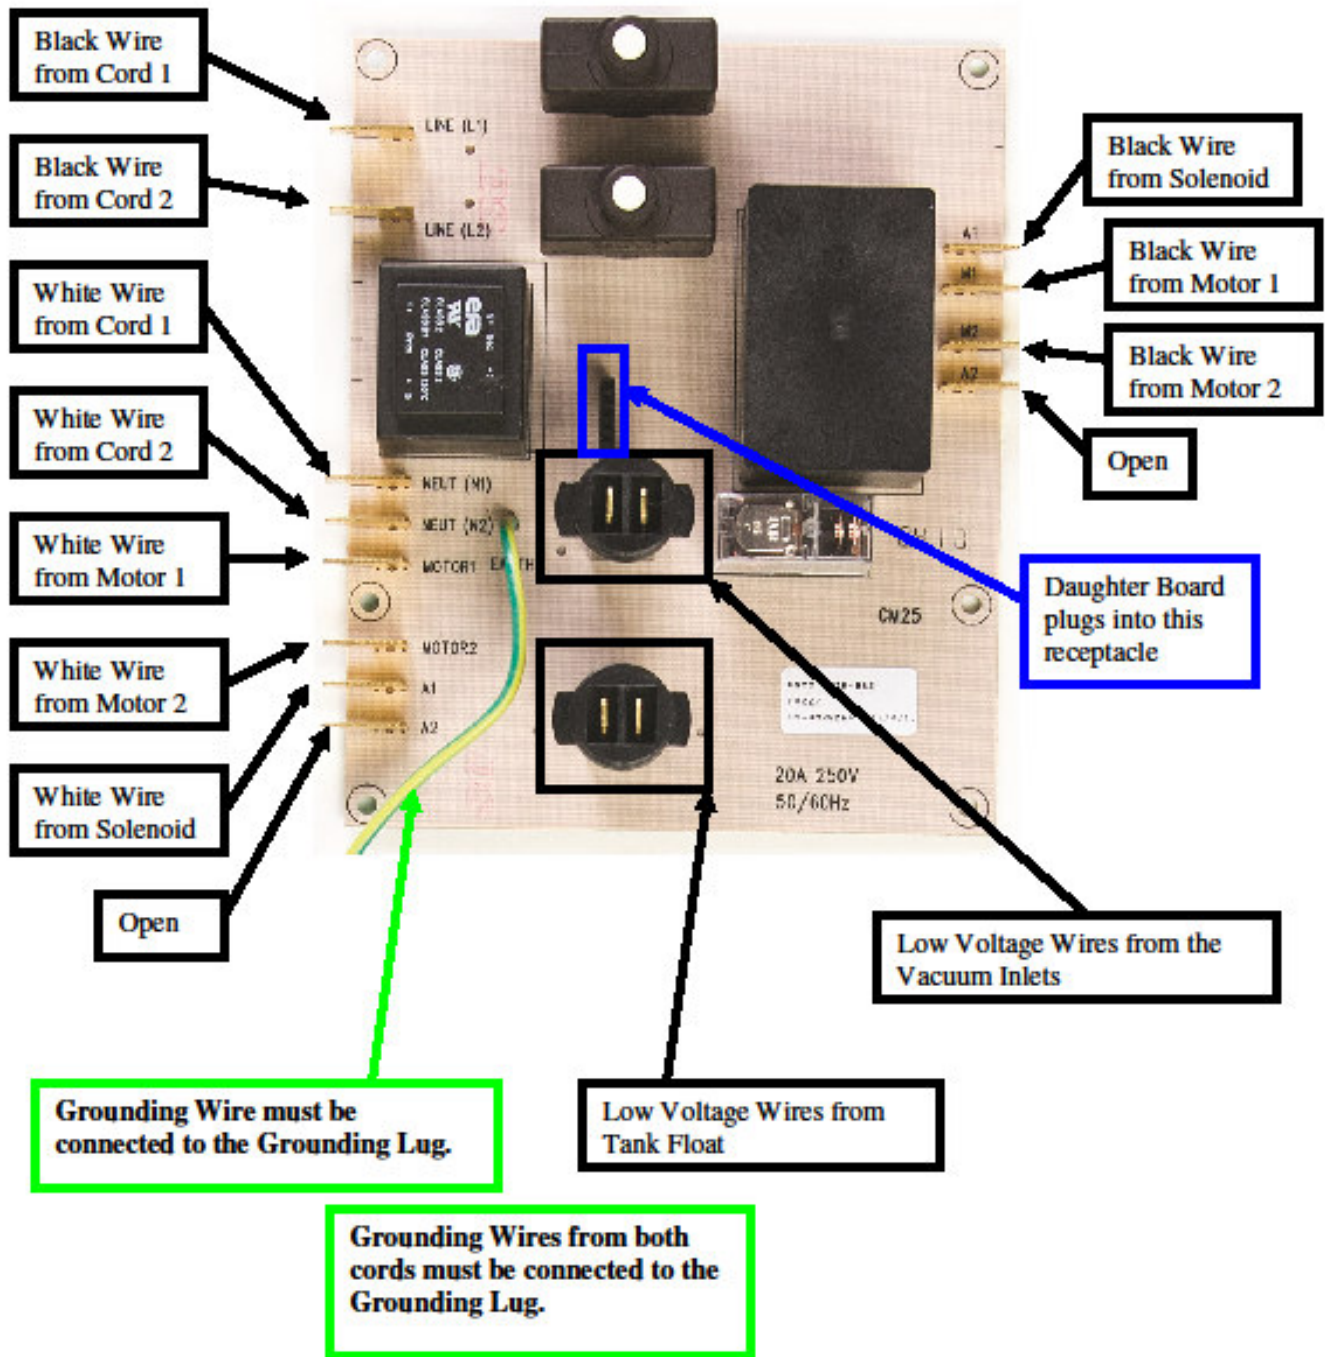 Black Wire
from Cord 1
Black Wire
from Cord 2
White Wire
from Cord 1
White Wire
from Cord 2
White Wire
from Motor 1
White Wire
from Motor 2
White Wire
from Solenoid
Open
LINE (L1)
LINE (L2)
NEUT (N1)
NEUT (N2)
MOTOR1
MOTOR2
A1
A2
A1
M1
M2
A2
CM25
20A 250V
50/60Hz
Black Wire
from Solenoid
Black Wire
from Motor 1
Black Wire
from Motor 2
Open
Daughter Board
plugs into this
receptacle
Low Voltage Wires from the
Vacuum Inlets
Low Voltage Wires from
Tank Float
Grounding Wire must be
connected to the Grounding Lug.
Grounding Wires from both
cords must be connected to the
Grounding Lug.